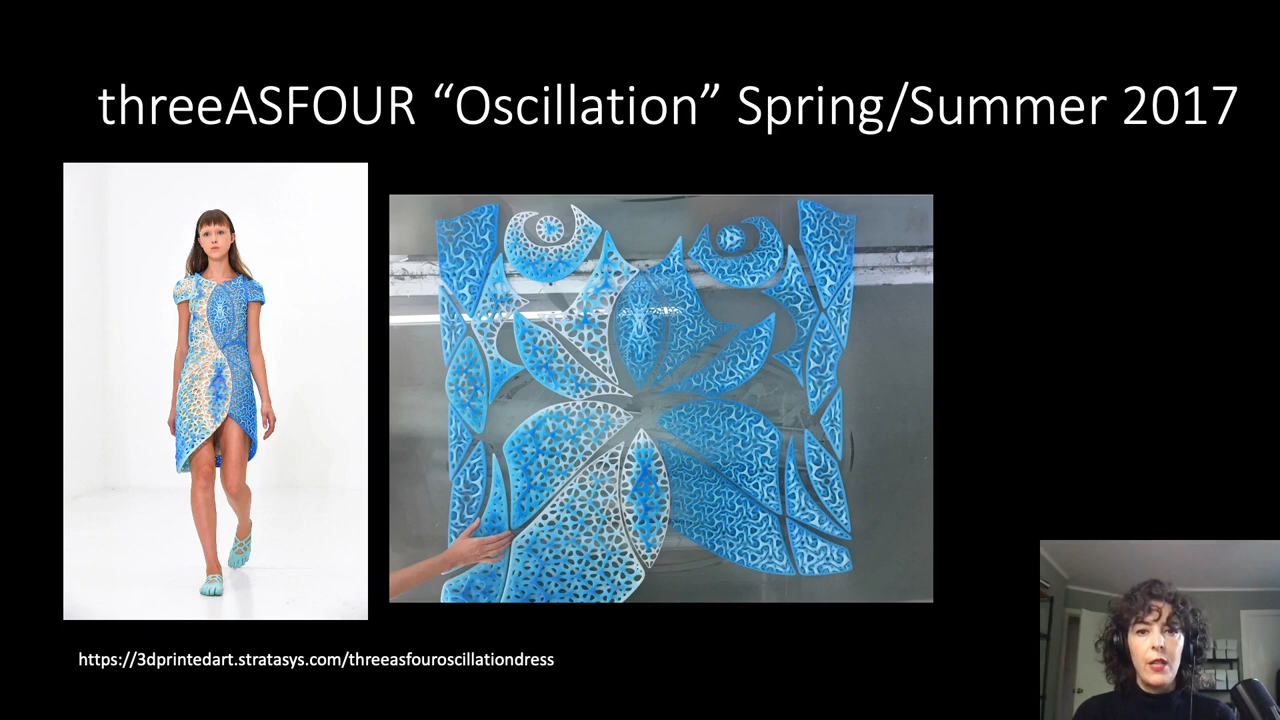 threeASFOUR “Oscillation” Spring/Summer 2017
https://3dprintedart.stratasys.com/threeasfouroscillationdress